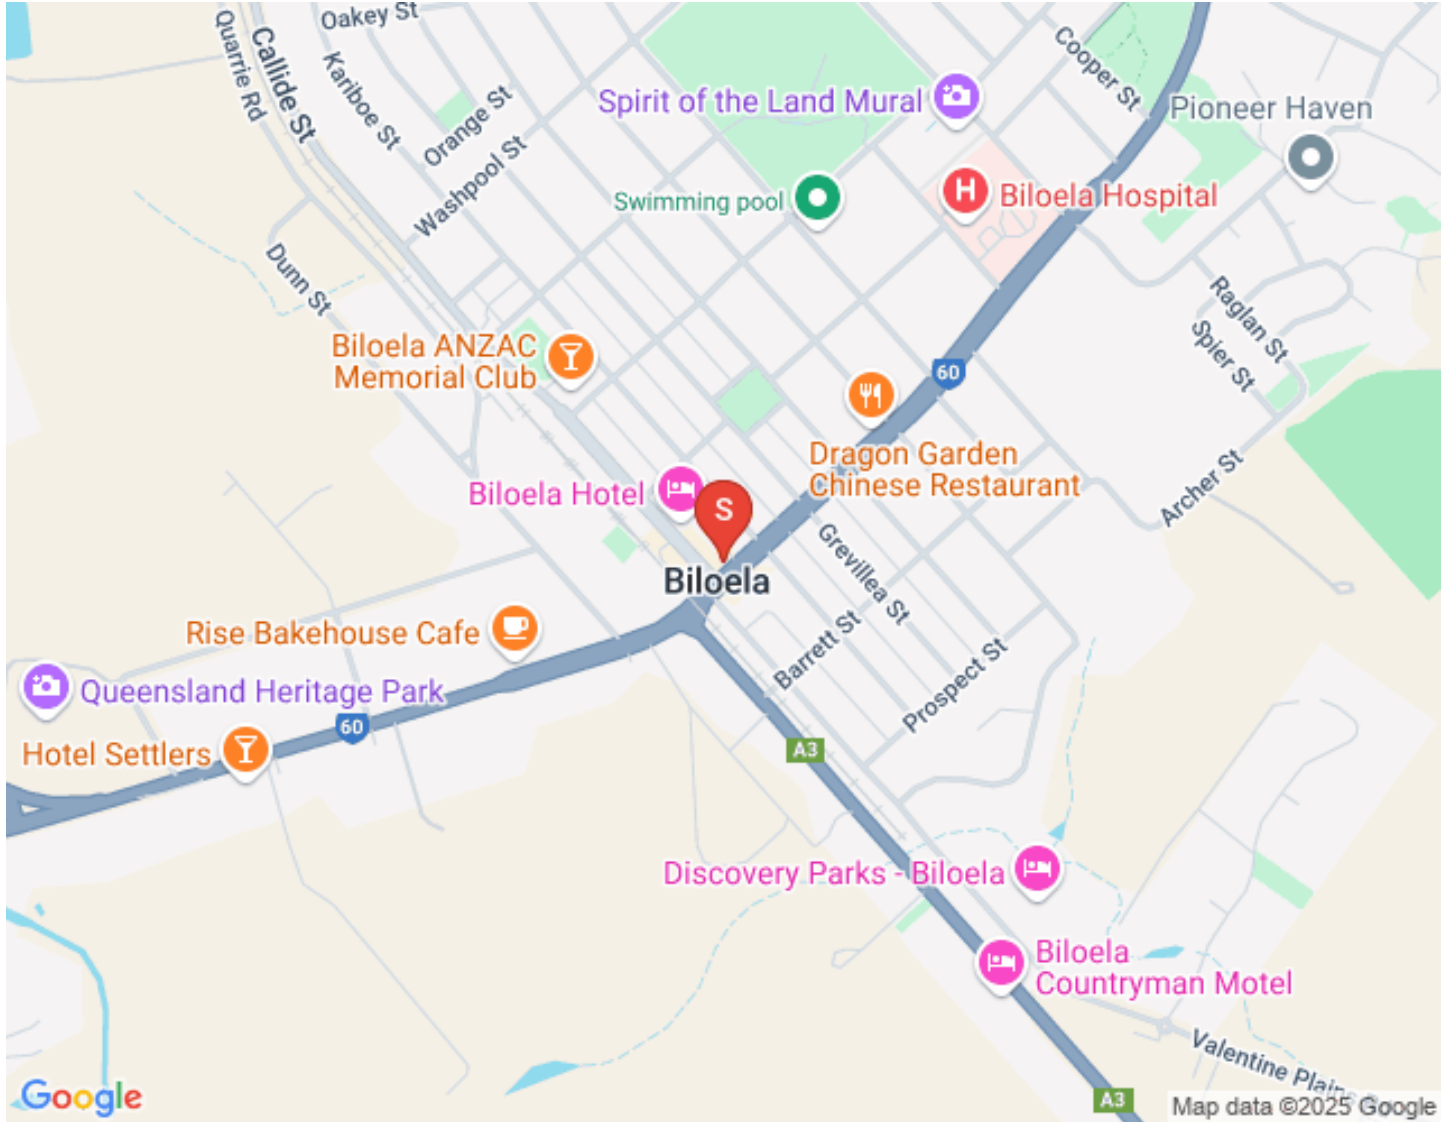 Oakey St
Quarrie Rd
Callide St
Kariboe St
Orange St
Washpool St
Cooper St
Spirit of the Land Mural
Pioneer Haven
Swimming pool
H
Biloela Hospital
Dunn St
Raglan St
Spier St
Biloela ANZAC
Memorial Club
60
Dragon Garden
Chinese Restaurant
Archer St
Biloela Hotel
S
Biloela
Grevillea St
Rise Bakehouse Cafe
Barrett St
Prospect St
Queensland Heritage Park
60
Hotel Settlers
A3
Discovery Parks - Biloela
Biloela
Countryman Motel
Valentine Plains
Google
A3
Map data ©2025 Google